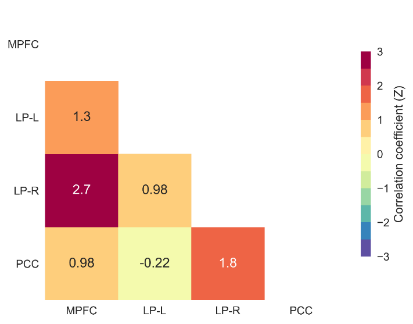 MPFC
LP-L 1.3
LP-R 2.7 0.98
PCC 0.98 -0.22 1.8
MPFC LP-L LP-R PCC
3
2
1
0
−1
−2
−3
Correlation coefficient (Z)